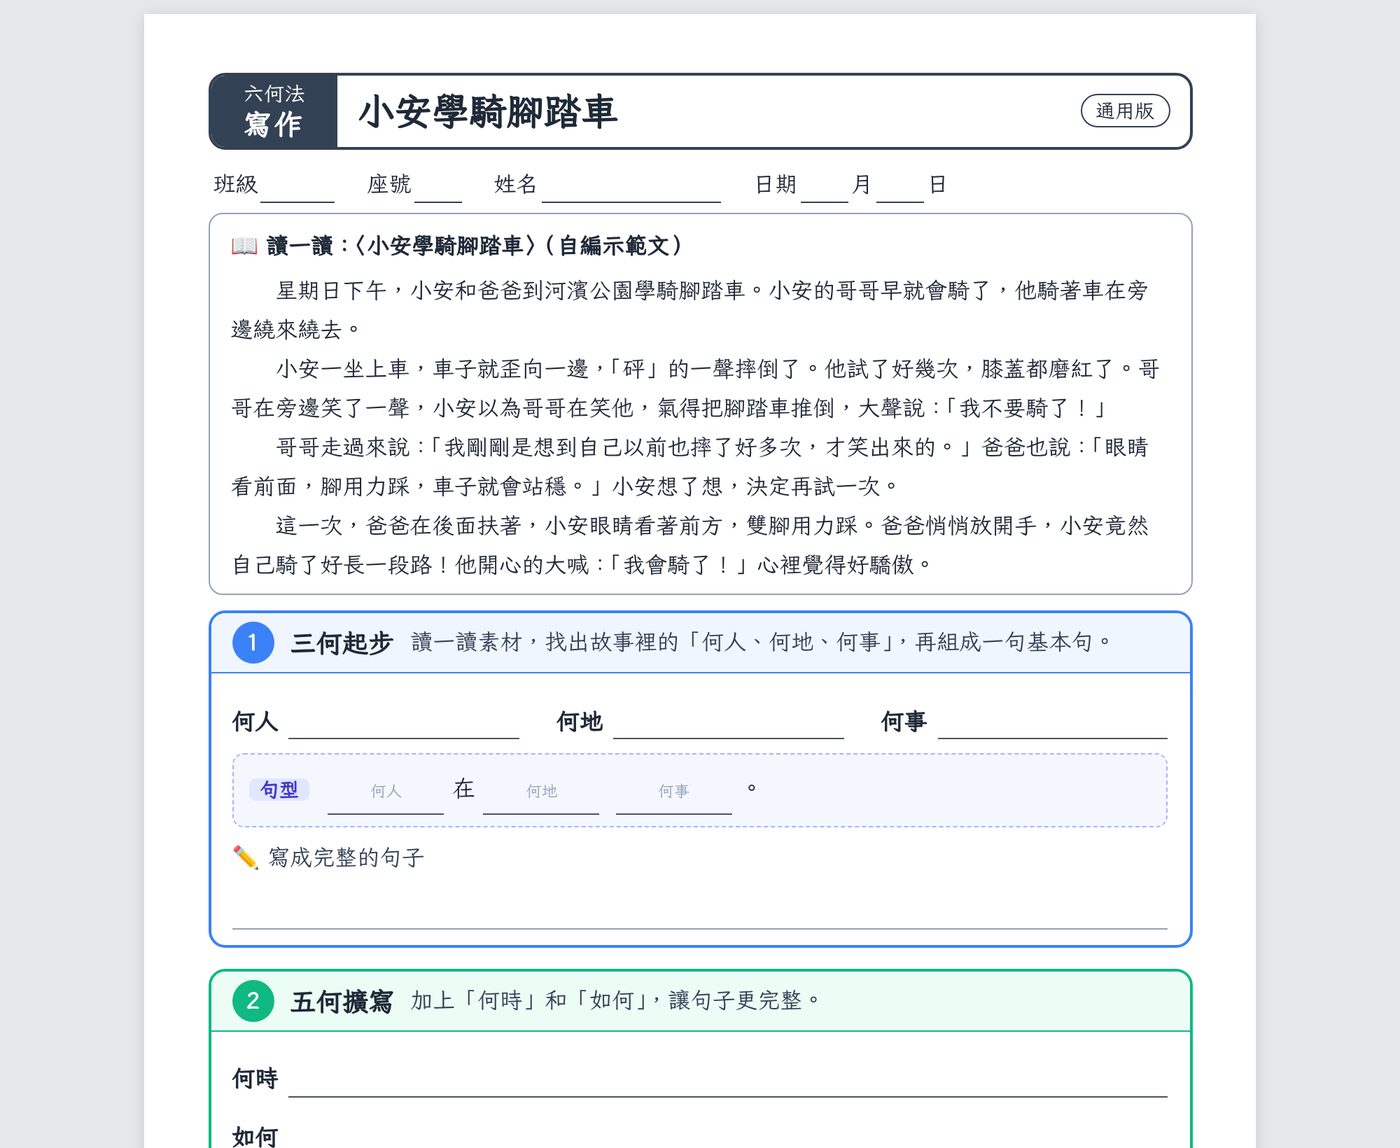 六何法
寫作
小安學騎腳踏車
通用版
班級 座號 姓名 日期 月 日
📖 讀一讀：〈小安學騎腳踏車〉（自編示範文）
星期日下午，小安和爸爸到河濱公園學騎腳踏車。小安的哥哥早就會騎了，他騎著車在旁
邊繞來繞去。
小安一坐上車，車子就歪向一邊，「砰」的一聲摔倒了。他試了好幾次，膝蓋都磨紅了。哥
哥在旁邊笑了一聲，小安以為哥哥在笑他，氣得把腳踏車推倒，大聲說：「我不要騎了！」
哥哥走過來說：「我剛剛是想到自己以前也摔了好多次，才笑出來的。」爸爸也說：「眼睛
看前面，腳用力踩，車子就會站穩。」小安想了想，決定再試一次。
這一次，爸爸在後面扶著，小安眼睛看著前方，雙腳用力踩。爸爸悄悄放開手，小安竟然
自己騎了好長一段路！他開心的大喊：「我會騎了！」心裡覺得好驕傲。
1 三何起步 讀一讀素材，找出故事裡的「何人、何地、何事」，再組成一句基本句。
何人 何地 何事
句型 何人 在 何地 何事 。
✏️ 寫成完整的句子
2 五何擴寫 加上「何時」和「如何」，讓句子更完整。
何時
如何